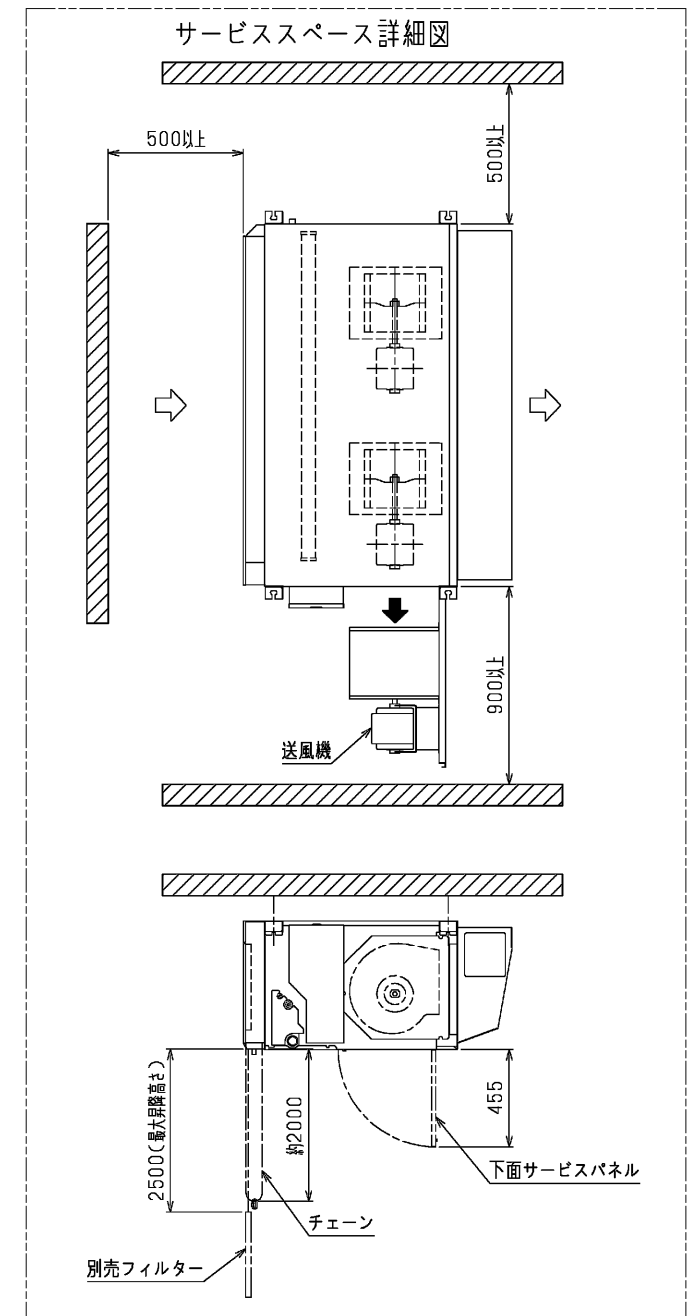 サービススペース詳細図
500以上
500以上
900以上
送風機
2500(最大昇降高さ)
約2000
455
下面サービスパネル
チェーン
別売フィルター